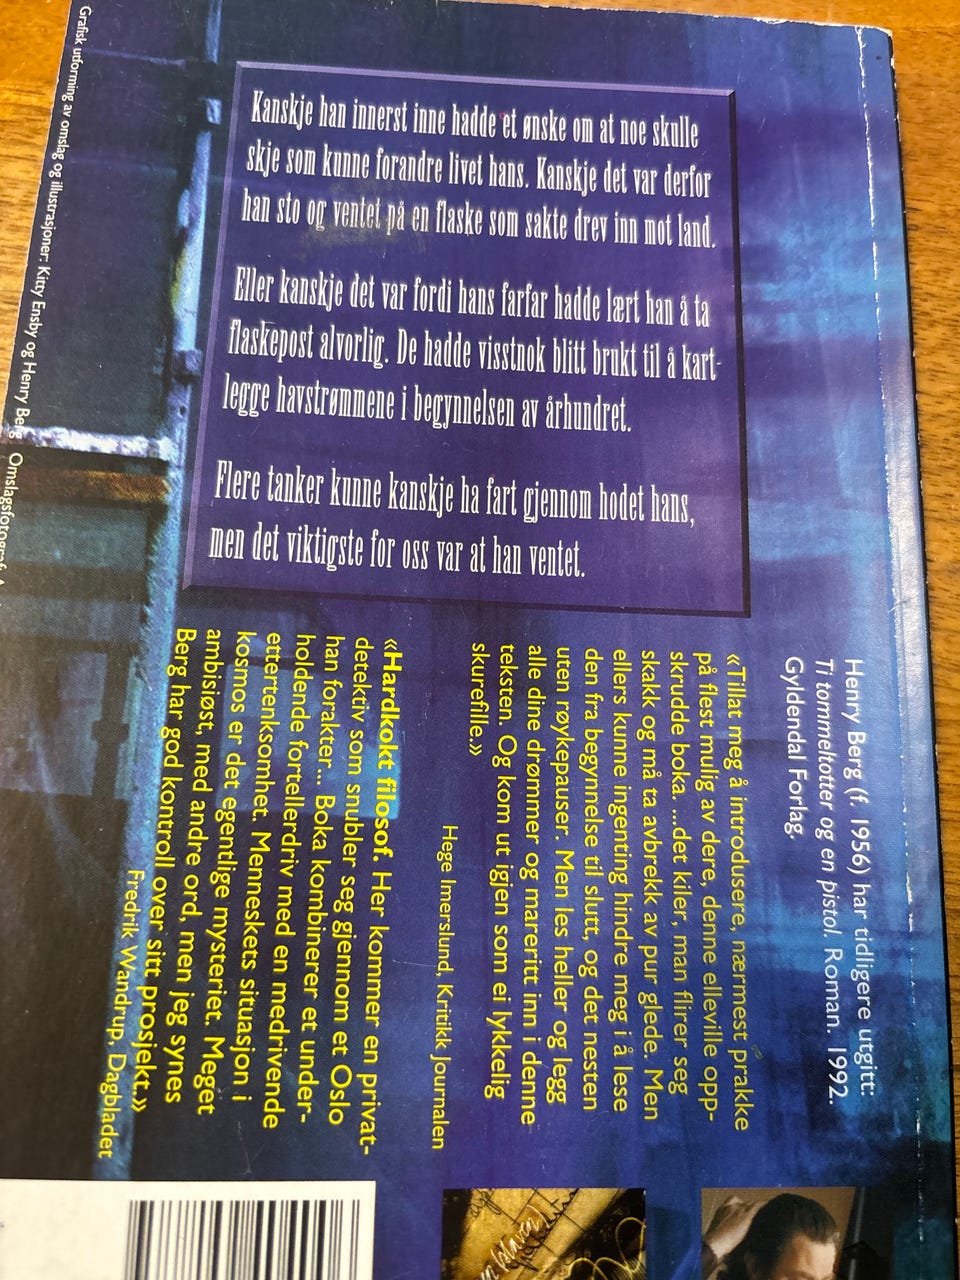 Kanskje han innerst inne hadde et ønske om at noe skulle
skje som kunne forandre livet hans. Kanskje det var derfor
han sto og ventet på en flaske som sakte drev inn mot land.
Eller kanskje det var fordi hans farfar hadde lært han å ta
flaskepost alvorlig. De hadde visstnok blitt brukt til å kart-
legge havstrømmene i begynnelsen av århundret.
Flere tanker kunne kanskje ha fart gjennom hodet hans,
men det viktigste for oss var at han ventet.
Henry Berg (f. 1956) har tidligere utgitt:
Ti tommeltotter og en pistol. Roman. 1992.
Gyldendal Forlag.
«Tillat meg å introdusere, nærmest prakke
på flest mulig av dere, denne elleville opp-
skrudde boka. ...det kiler, man flirer seg
skakk og må ta avbrekk av pur glede. Men
ellers kunne ingenting hindre meg i å lese
den fra begynnelse til slutt, og det nesten
uten røykepauser. Men les heller og legg
alle dine drømmer og mareritt inn i denne
teksten. Og kom ut igjen som ei lykkelig
skurefille.»
Hege Imerslund, Kritikk Journalen
«Hardkokt filosof. Her kommer en privat-
detektiv som snubler seg gjennom et Oslo
han forakter... Boka kombinerer et under-
holdende fortellerdriv med en medrivende
ettertenksomhet. Menneskets situasjon i
kosmos er det egentlige mysteriet. Meget
ambisiøst, med andre ord, men jeg synes
Berg har god kontroll over sitt prosjekt.»
Fredrik Wandrup, Dagbladet
Grafisk utforming av omslag og illustrasjoner: Kitty Ensby og Henry Berg Omslagsfotograf: